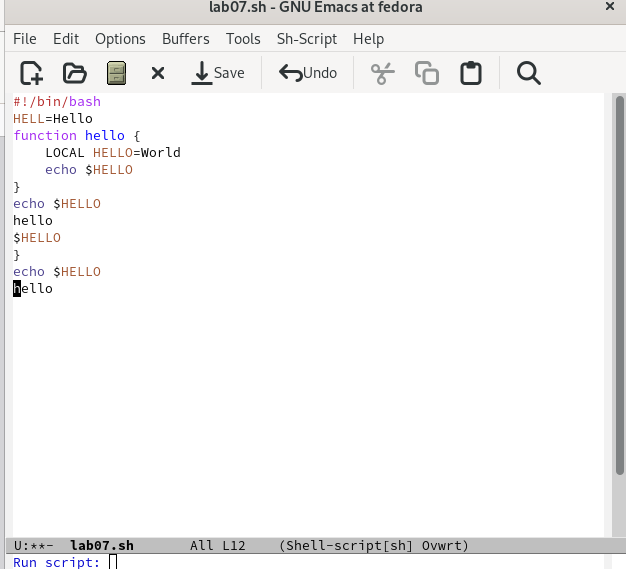 lab07.sh - GNU Emacs at fedora
File Edit Options Buffers Tools Sh-Script Help
Save Undo
#!/bin/bash
HELL=Hello
function hello {
    LOCAL HELLO=World
    echo $HELLO
}
echo $HELLO
hello
$HELLO
}
echo $HELLO
hello
U:**-  lab07.sh       All L12    (Shell-script[sh] Ovwrt)
Run script: